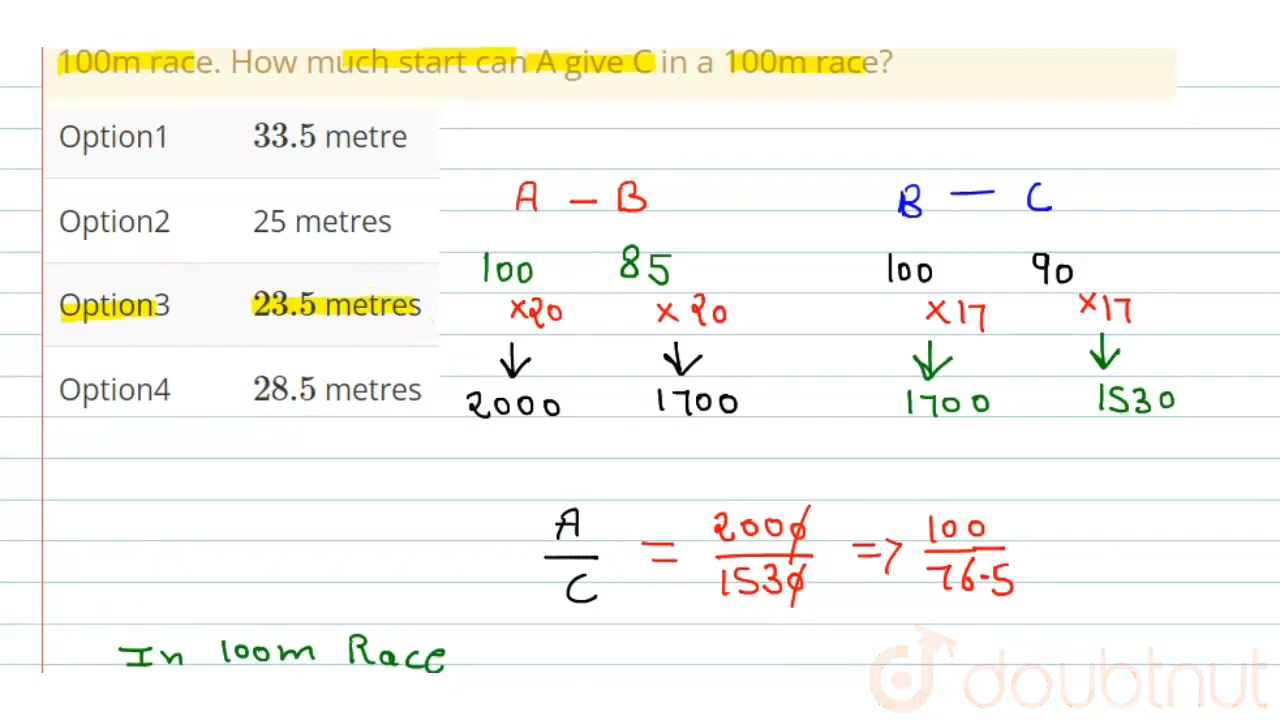 100m race. How much start can A give C in a 100m race?
Option1 33.5 metre
Option2 25 metres
Option3 23.5 metres
Option4 28.5 metres
A - B
B - C
100 85
100 90
×20 × 20
× 17 × 17
↓ ↓
↓ ↓
2000 1700
1700 1530
A/C = 2000/1530 => 100/76.5
In 100m Race
doubtnut